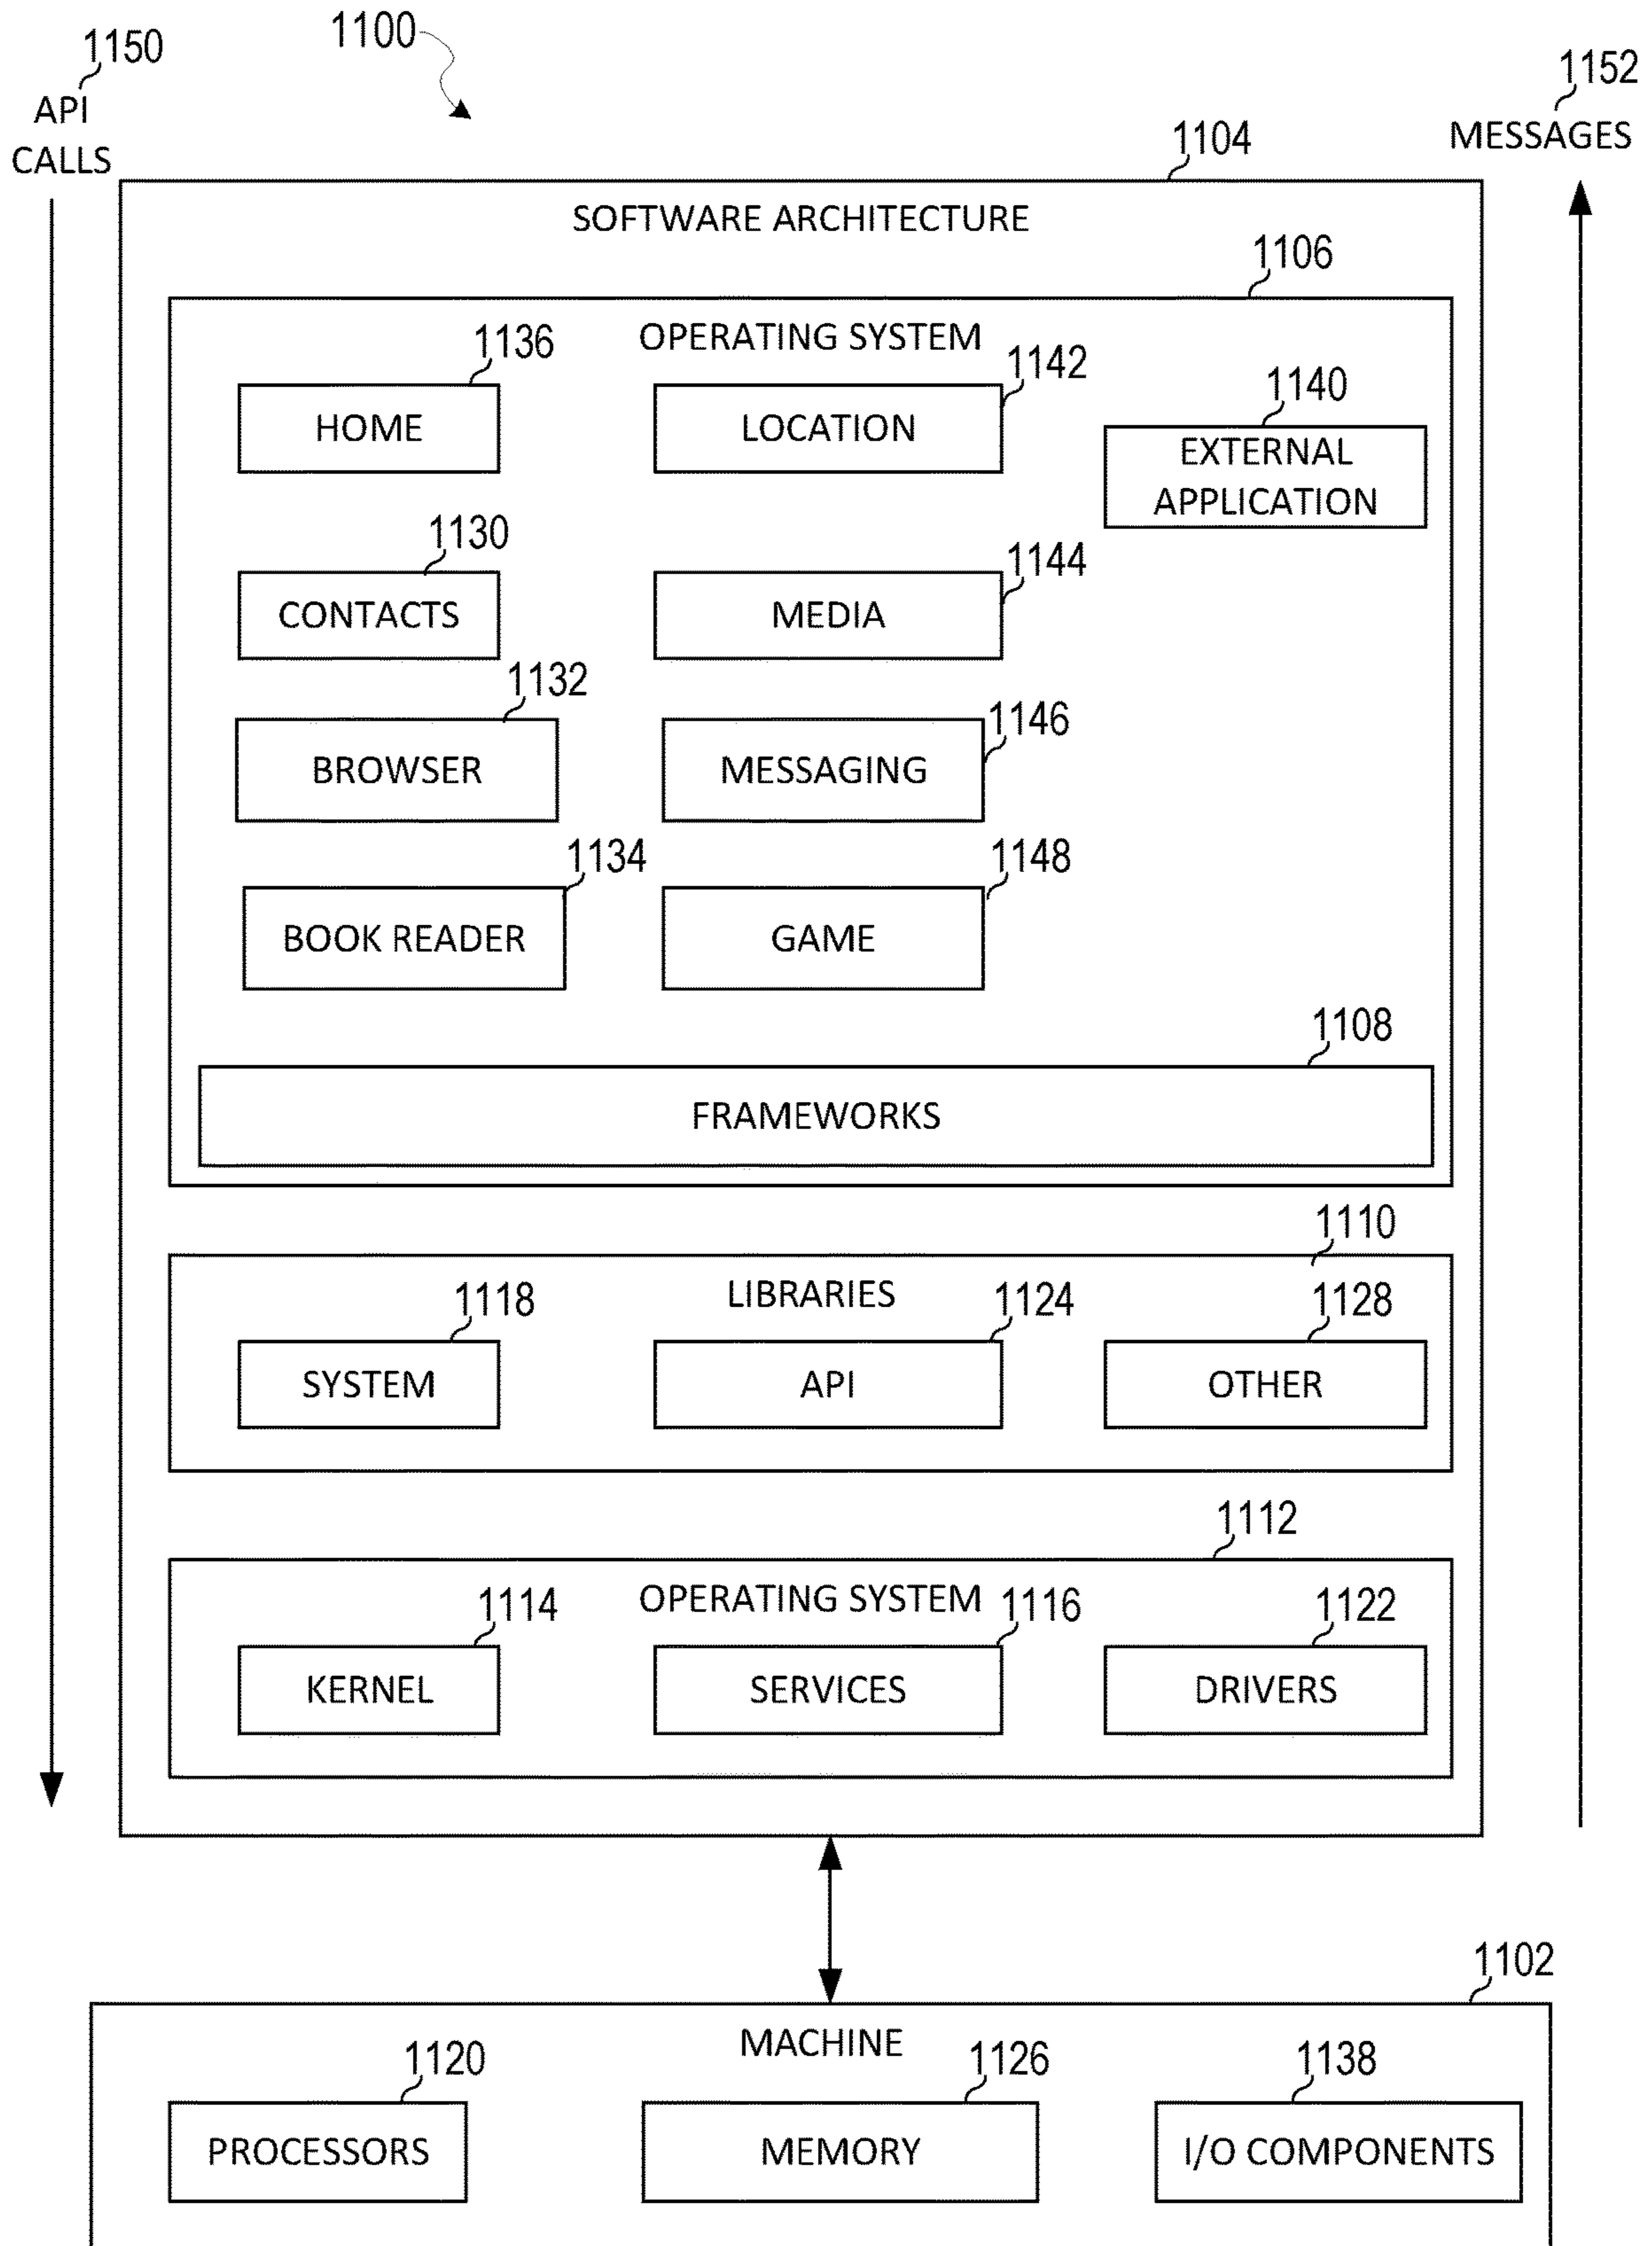 1150
1100
1152
API
CALLS
MESSAGES
1104
SOFTWARE ARCHITECTURE
1106
OPERATING SYSTEM
1136
1142
1140
HOME
LOCATION
EXTERNAL
APPLICATION
1130
1144
CONTACTS
MEDIA
1132
1146
BROWSER
MESSAGING
1134
1148
BOOK READER
GAME
1108
FRAMEWORKS
1110
LIBRARIES
1118
1124
1128
SYSTEM
API
OTHER
1112
OPERATING SYSTEM
1114
1116
1122
KERNEL
SERVICES
DRIVERS
1102
MACHINE
1120
1126
1138
PROCESSORS
MEMORY
I/O COMPONENTS